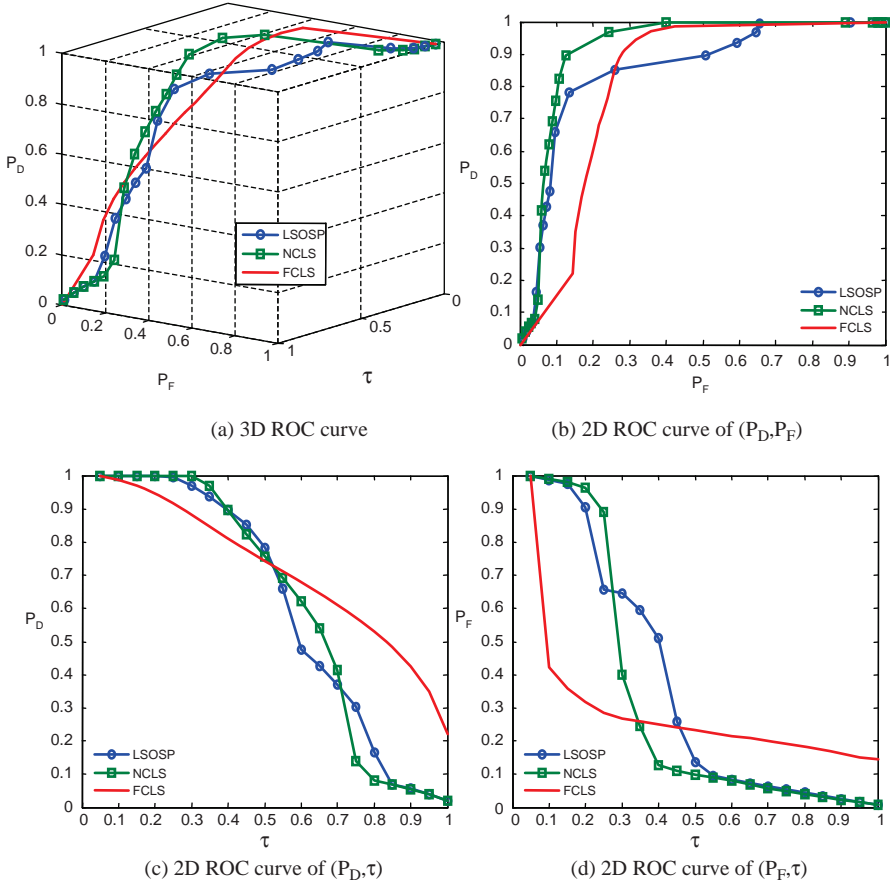 1
0.8
0.6
P_D
0.4
0.2
0
0
0.2
0.4
0.6
0.8
1
P_F
1
0.5
0
τ
LSOSP
NCLS
FCLS
(a) 3D ROC curve
1
0.9
0.8
0.7
0.6
P_D
0.5
0.4
0.3
0.2
0.1
0
0 0.1 0.2 0.3 0.4 0.5 0.6 0.7 0.8 0.9 1
P_F
LSOSP
NCLS
FCLS
(b) 2D ROC curve of (P_D,P_F)
1
0.9
0.8
0.7
0.6
P_D
0.5
0.4
0.3
0.2
0.1
0
0 0.1 0.2 0.3 0.4 0.5 0.6 0.7 0.8 0.9 1
τ
LSOSP
NCLS
FCLS
(c) 2D ROC curve of (P_D,τ)
1
0.9
0.8
0.7
0.6
P_F
0.5
0.4
0.3
0.2
0.1
0
0 0.1 0.2 0.3 0.4 0.5 0.6 0.7 0.8 0.9 1
τ
LSOSP
NCLS
FCLS
(d) 2D ROC curve of (P_F,τ)